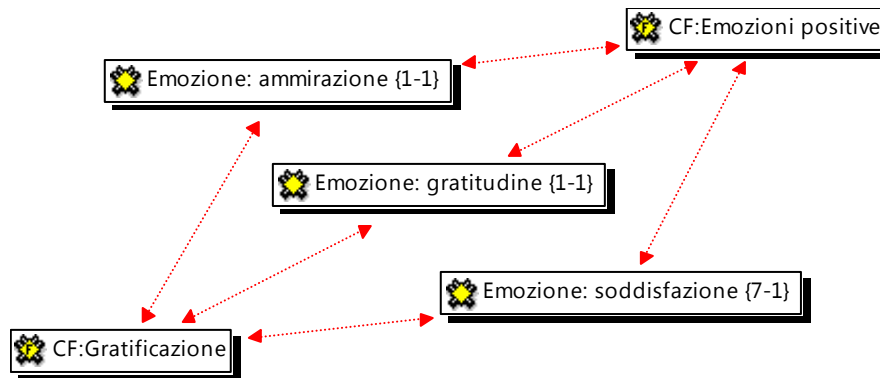 CF:Emozioni positive
Emozione: ammirazione {1-1}
Emozione: gratitudine {1-1}
Emozione: soddisfazione {7-1}
CF:Gratificazione